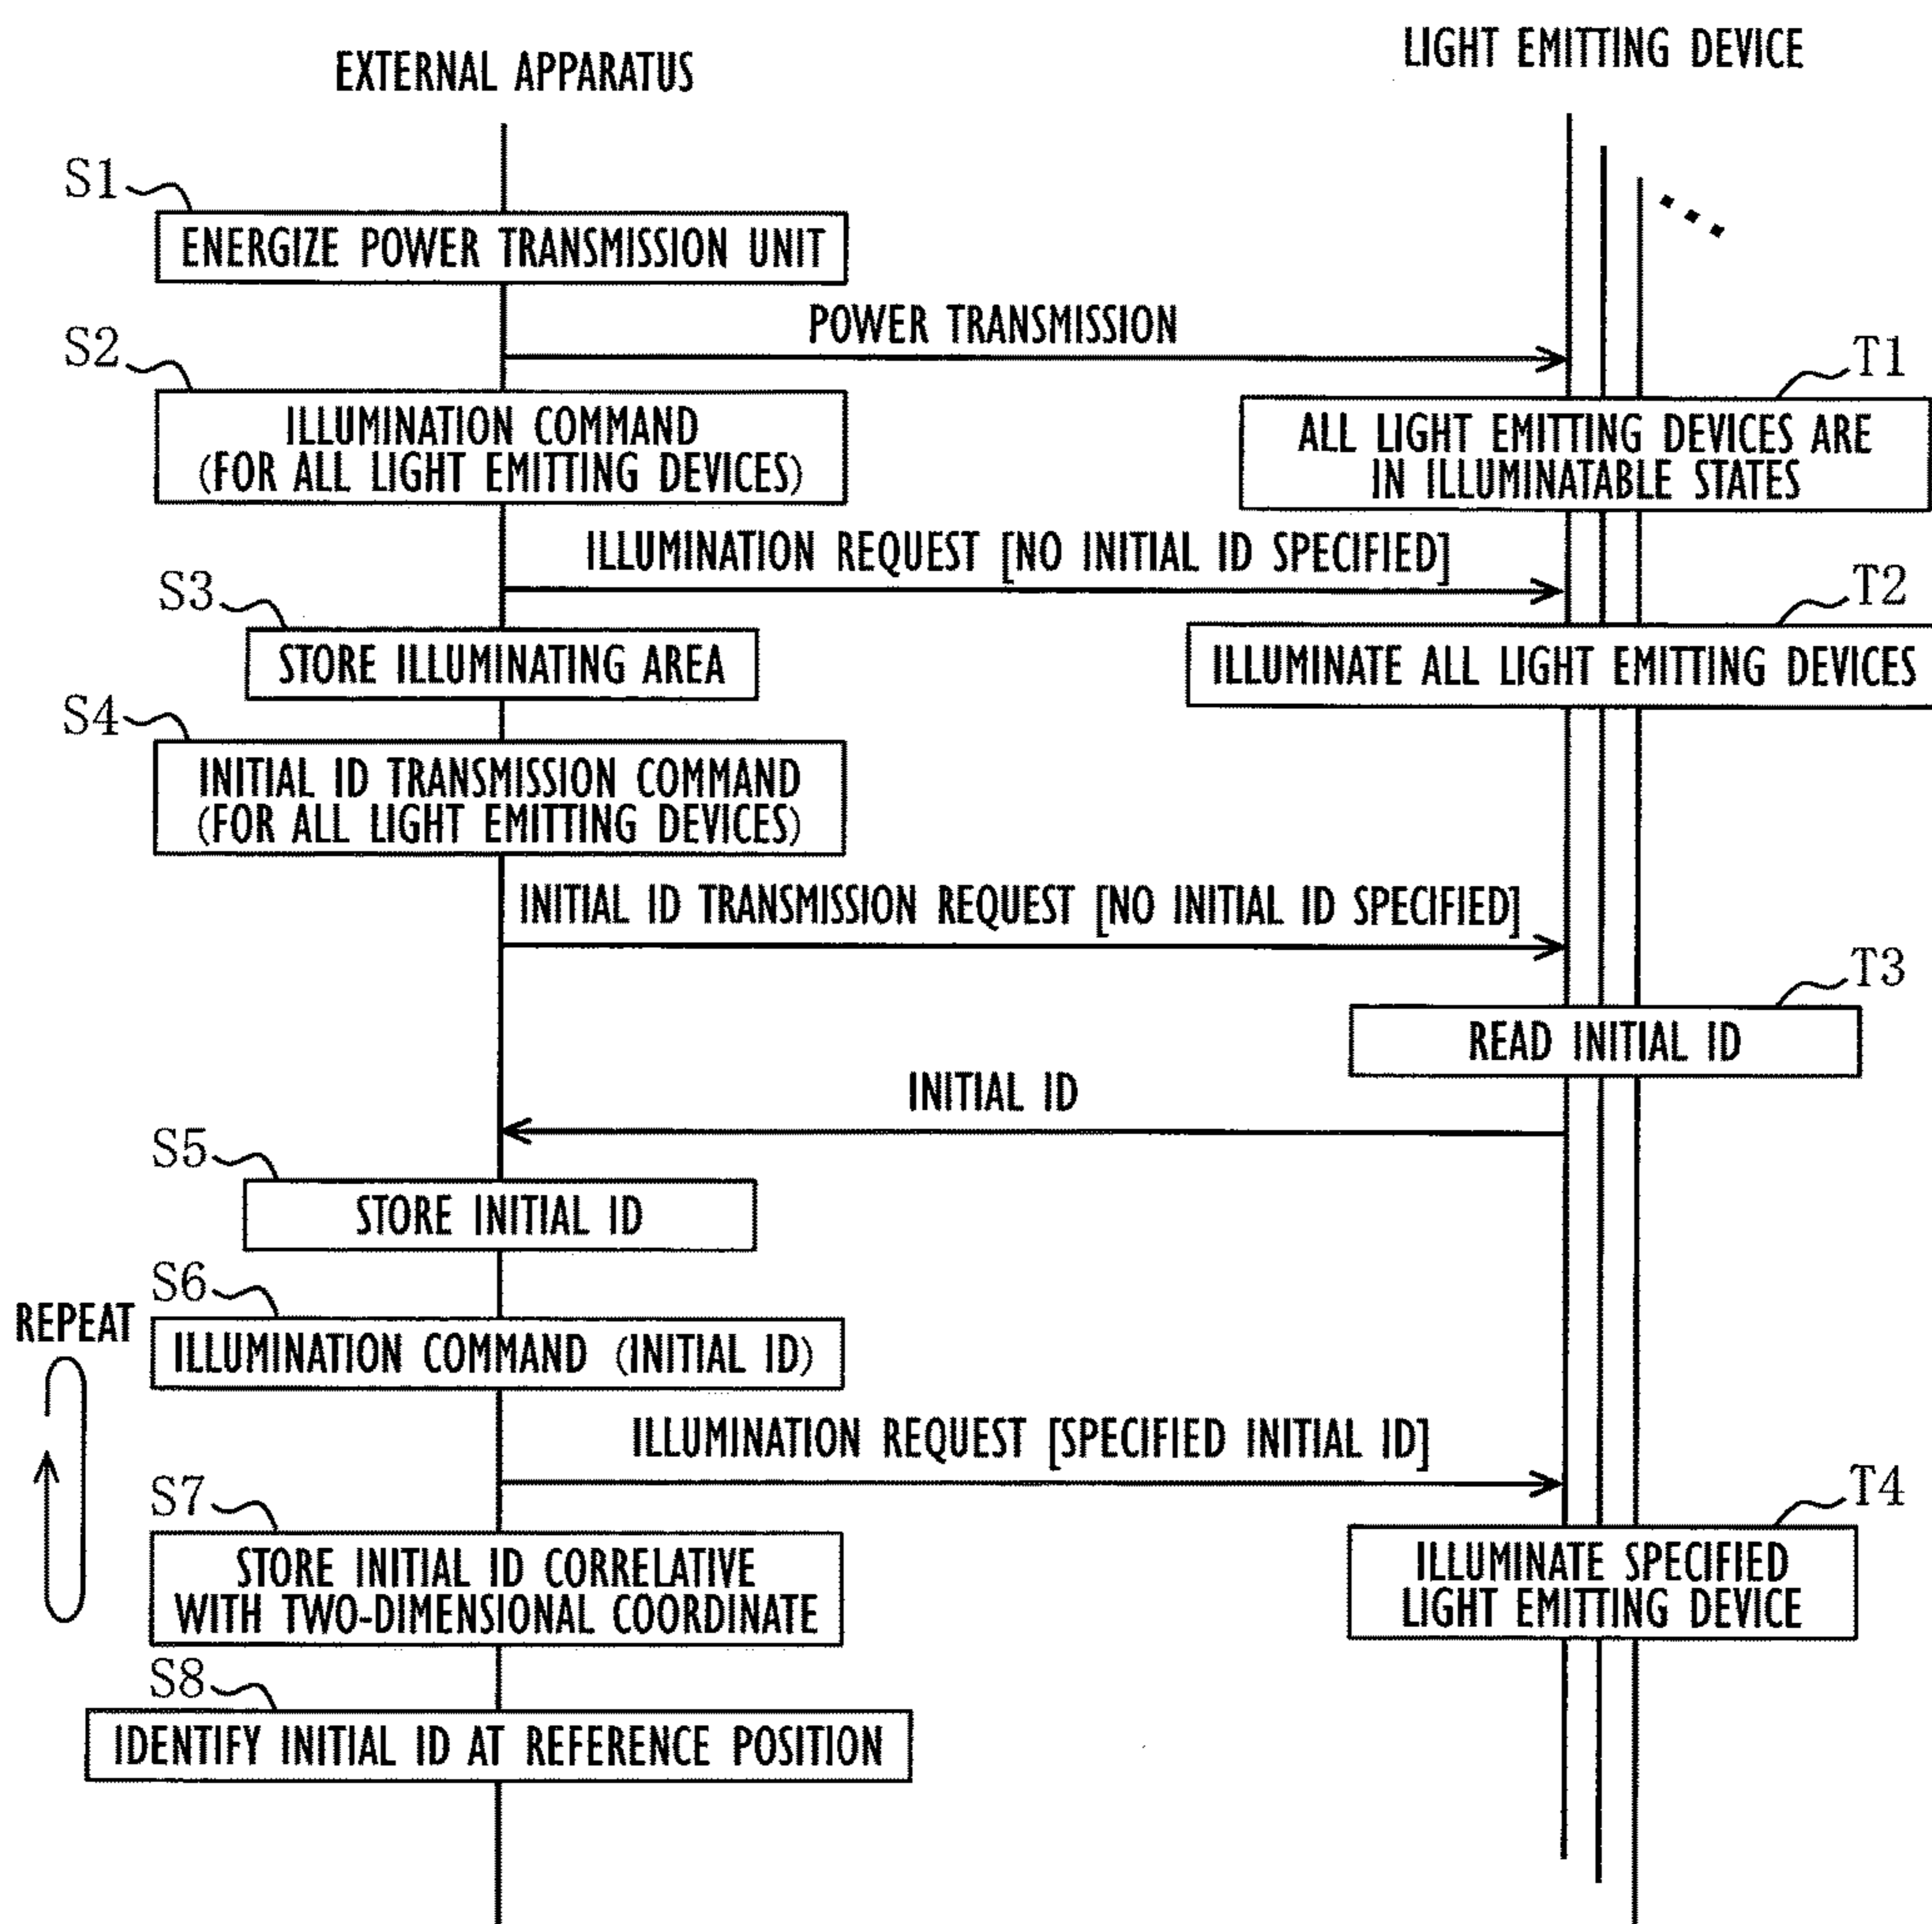 EXTERNAL APPARATUS
LIGHT EMITTING DEVICE
S1
ENERGIZE POWER TRANSMISSION UNIT
POWER TRANSMISSION
S2
ILLUMINATION COMMAND
(FOR ALL LIGHT EMITTING DEVICES)
T1
ALL LIGHT EMITTING DEVICES ARE
IN ILLUMINATABLE STATES
ILLUMINATION REQUEST [NO INITIAL ID SPECIFIED]
S3
STORE ILLUMINATING AREA
T2
ILLUMINATE ALL LIGHT EMITTING DEVICES
S4
INITIAL ID TRANSMISSION COMMAND
(FOR ALL LIGHT EMITTING DEVICES)
INITIAL ID TRANSMISSION REQUEST [NO INITIAL ID SPECIFIED]
T3
READ INITIAL ID
INITIAL ID
S5
STORE INITIAL ID
S6
REPEAT
ILLUMINATION COMMAND (INITIAL ID)
ILLUMINATION REQUEST [SPECIFIED INITIAL ID]
S7
STORE INITIAL ID CORRELATIVE
WITH TWO-DIMENSIONAL COORDINATE
T4
ILLUMINATE SPECIFIED
LIGHT EMITTING DEVICE
S8
IDENTIFY INITIAL ID AT REFERENCE POSITION